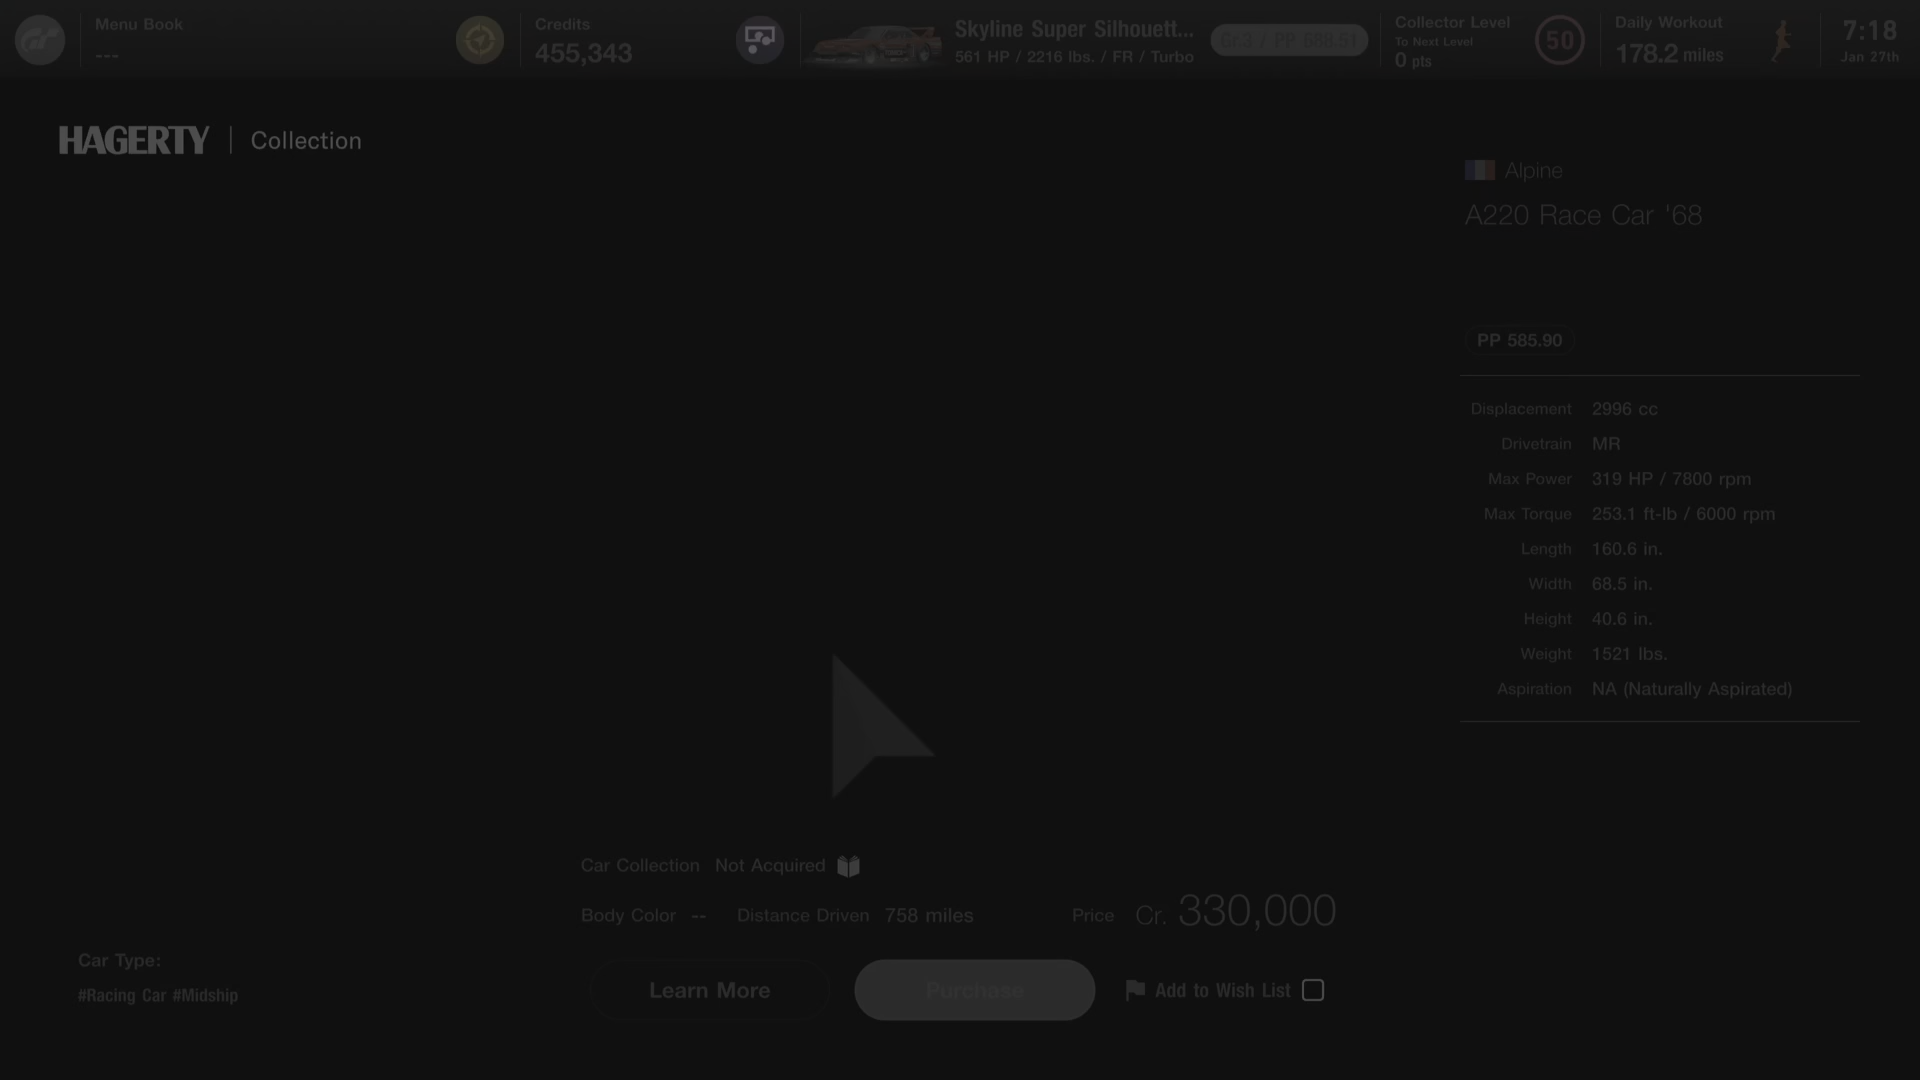 Menu Book
---
Credits
455,343
Skyline Super Silhouett...
561 HP / 2216 lbs. / FR / Turbo
Gr.3 / PP 688.51
Collector Level
To Next Level
0 pts
50
Daily Workout
178.2 miles
7:18
Jan 27th
HAGERTY | Collection
Alpine
A220 Race Car '68
PP 585.90
Displacement 2996 cc
Drivetrain MR
Max Power 319 HP / 7800 rpm
Max Torque 253.1 ft-lb / 6000 rpm
Length 160.6 in.
Width 68.5 in.
Height 40.6 in.
Weight 1521 lbs.
Aspiration NA (Naturally Aspirated)
Car Collection Not Acquired
Body Color -- Distance Driven 758 miles Price Cr. 330,000
Car Type:
#Racing Car #Midship
Learn More
Purchase
Add to Wish List